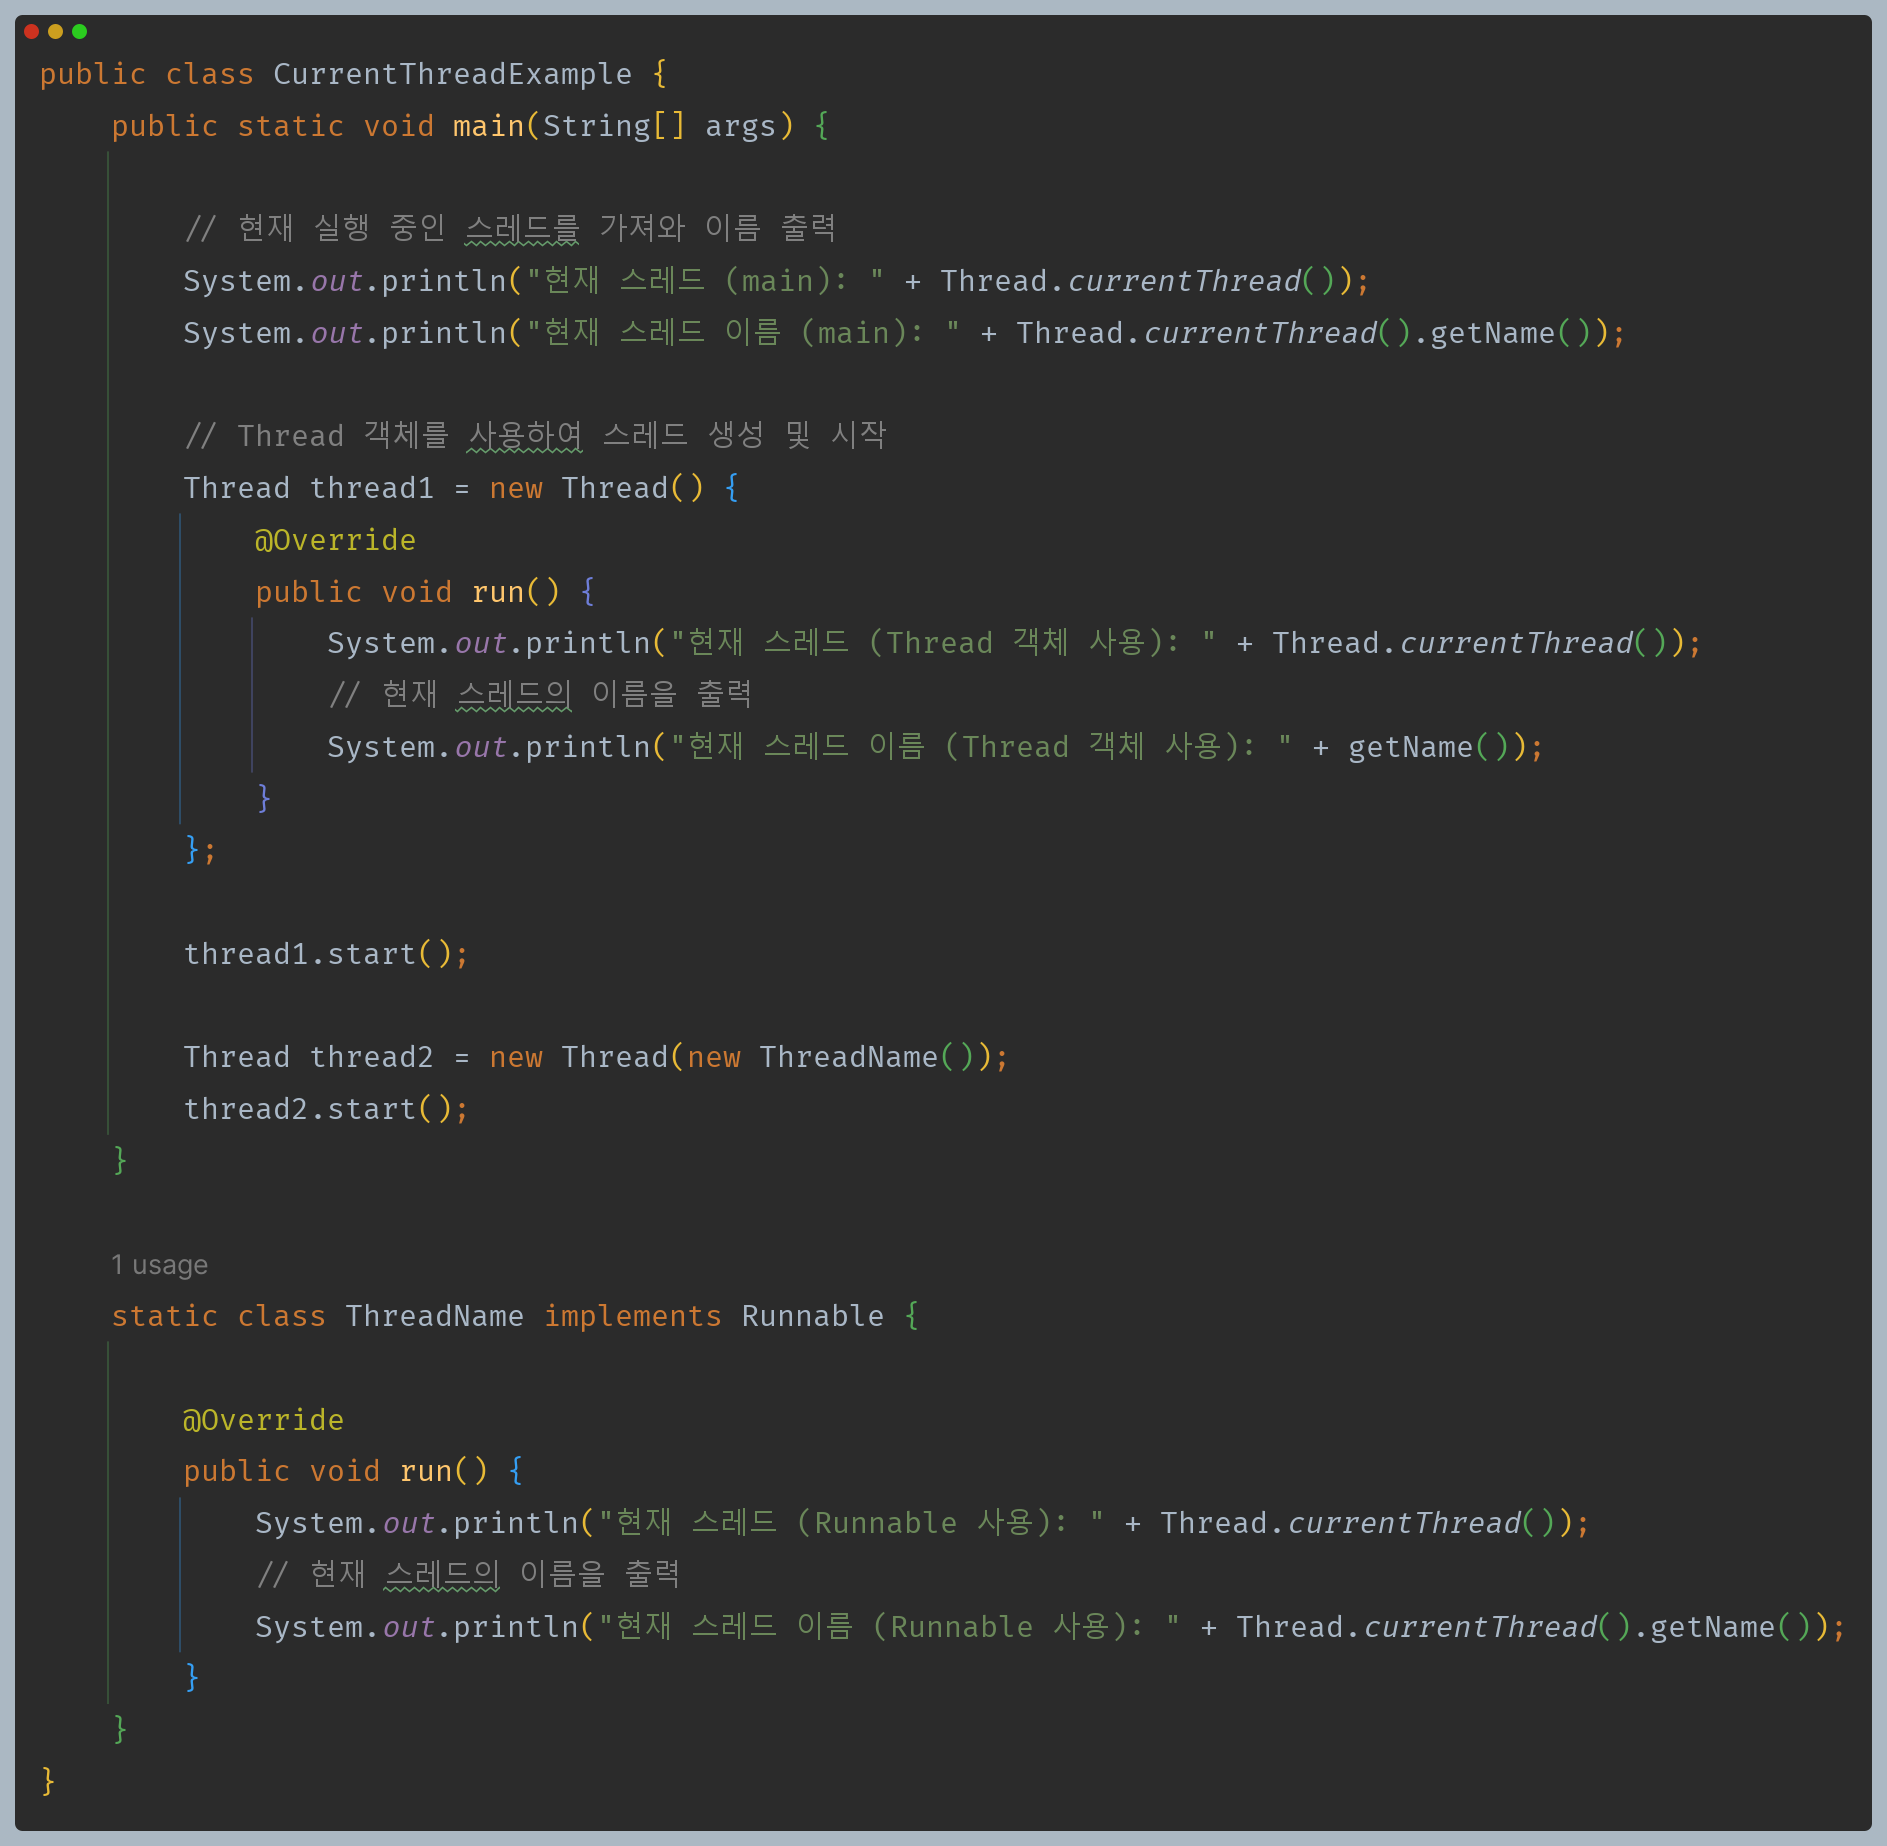 public class CurrentThreadExample {
    public static void main(String[] args) {

        // 현재 실행 중인 스레드를 가져와 이름 출력
        System.out.println("현재 스레드 (main): " + Thread.currentThread());
        System.out.println("현재 스레드 이름 (main): " + Thread.currentThread().getName());

        // Thread 객체를 사용하여 스레드 생성 및 시작
        Thread thread1 = new Thread() {
            @Override
            public void run() {
                System.out.println("현재 스레드 (Thread 객체 사용): " + Thread.currentThread());
                // 현재 스레드의 이름을 출력
                System.out.println("현재 스레드 이름 (Thread 객체 사용): " + getName());
            }
        };

        thread1.start();

        Thread thread2 = new Thread(new ThreadName());
        thread2.start();
    }

    1 usage
    static class ThreadName implements Runnable {

        @Override
        public void run() {
            System.out.println("현재 스레드 (Runnable 사용): " + Thread.currentThread());
            // 현재 스레드의 이름을 출력
            System.out.println("현재 스레드 이름 (Runnable 사용): " + Thread.currentThread().getName());
        }
    }
}